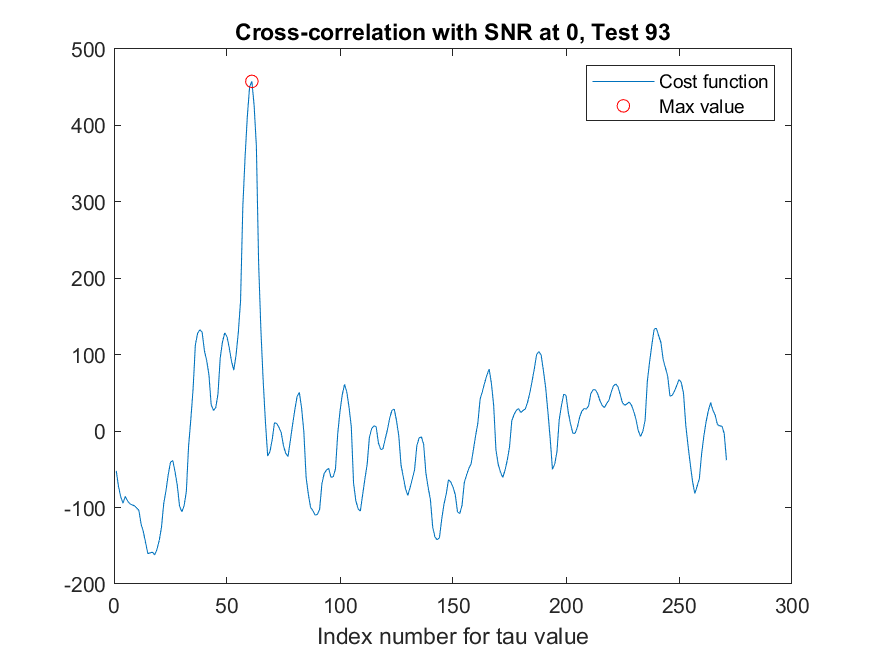 Cross-correlation with SNR at 0, Test 93
500
400
300
200
100
0
-100
-200
0 50 100 150 200 250 300
Index number for tau value
Cost function
Max value